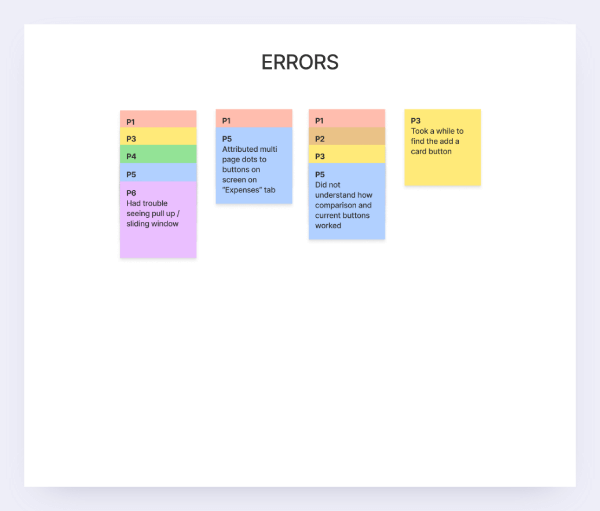 ERRORS
P1
P3
P4
P5
P6
Had trouble
seeing pull up /
sliding window
P1
P5
Attributed multi
page dots to
buttons on
screen on
"Expenses" tab
P1
P2
P3
P5
Did not
understand how
comparison and
current buttons
worked
P3
Took a while to
find the add a
card button